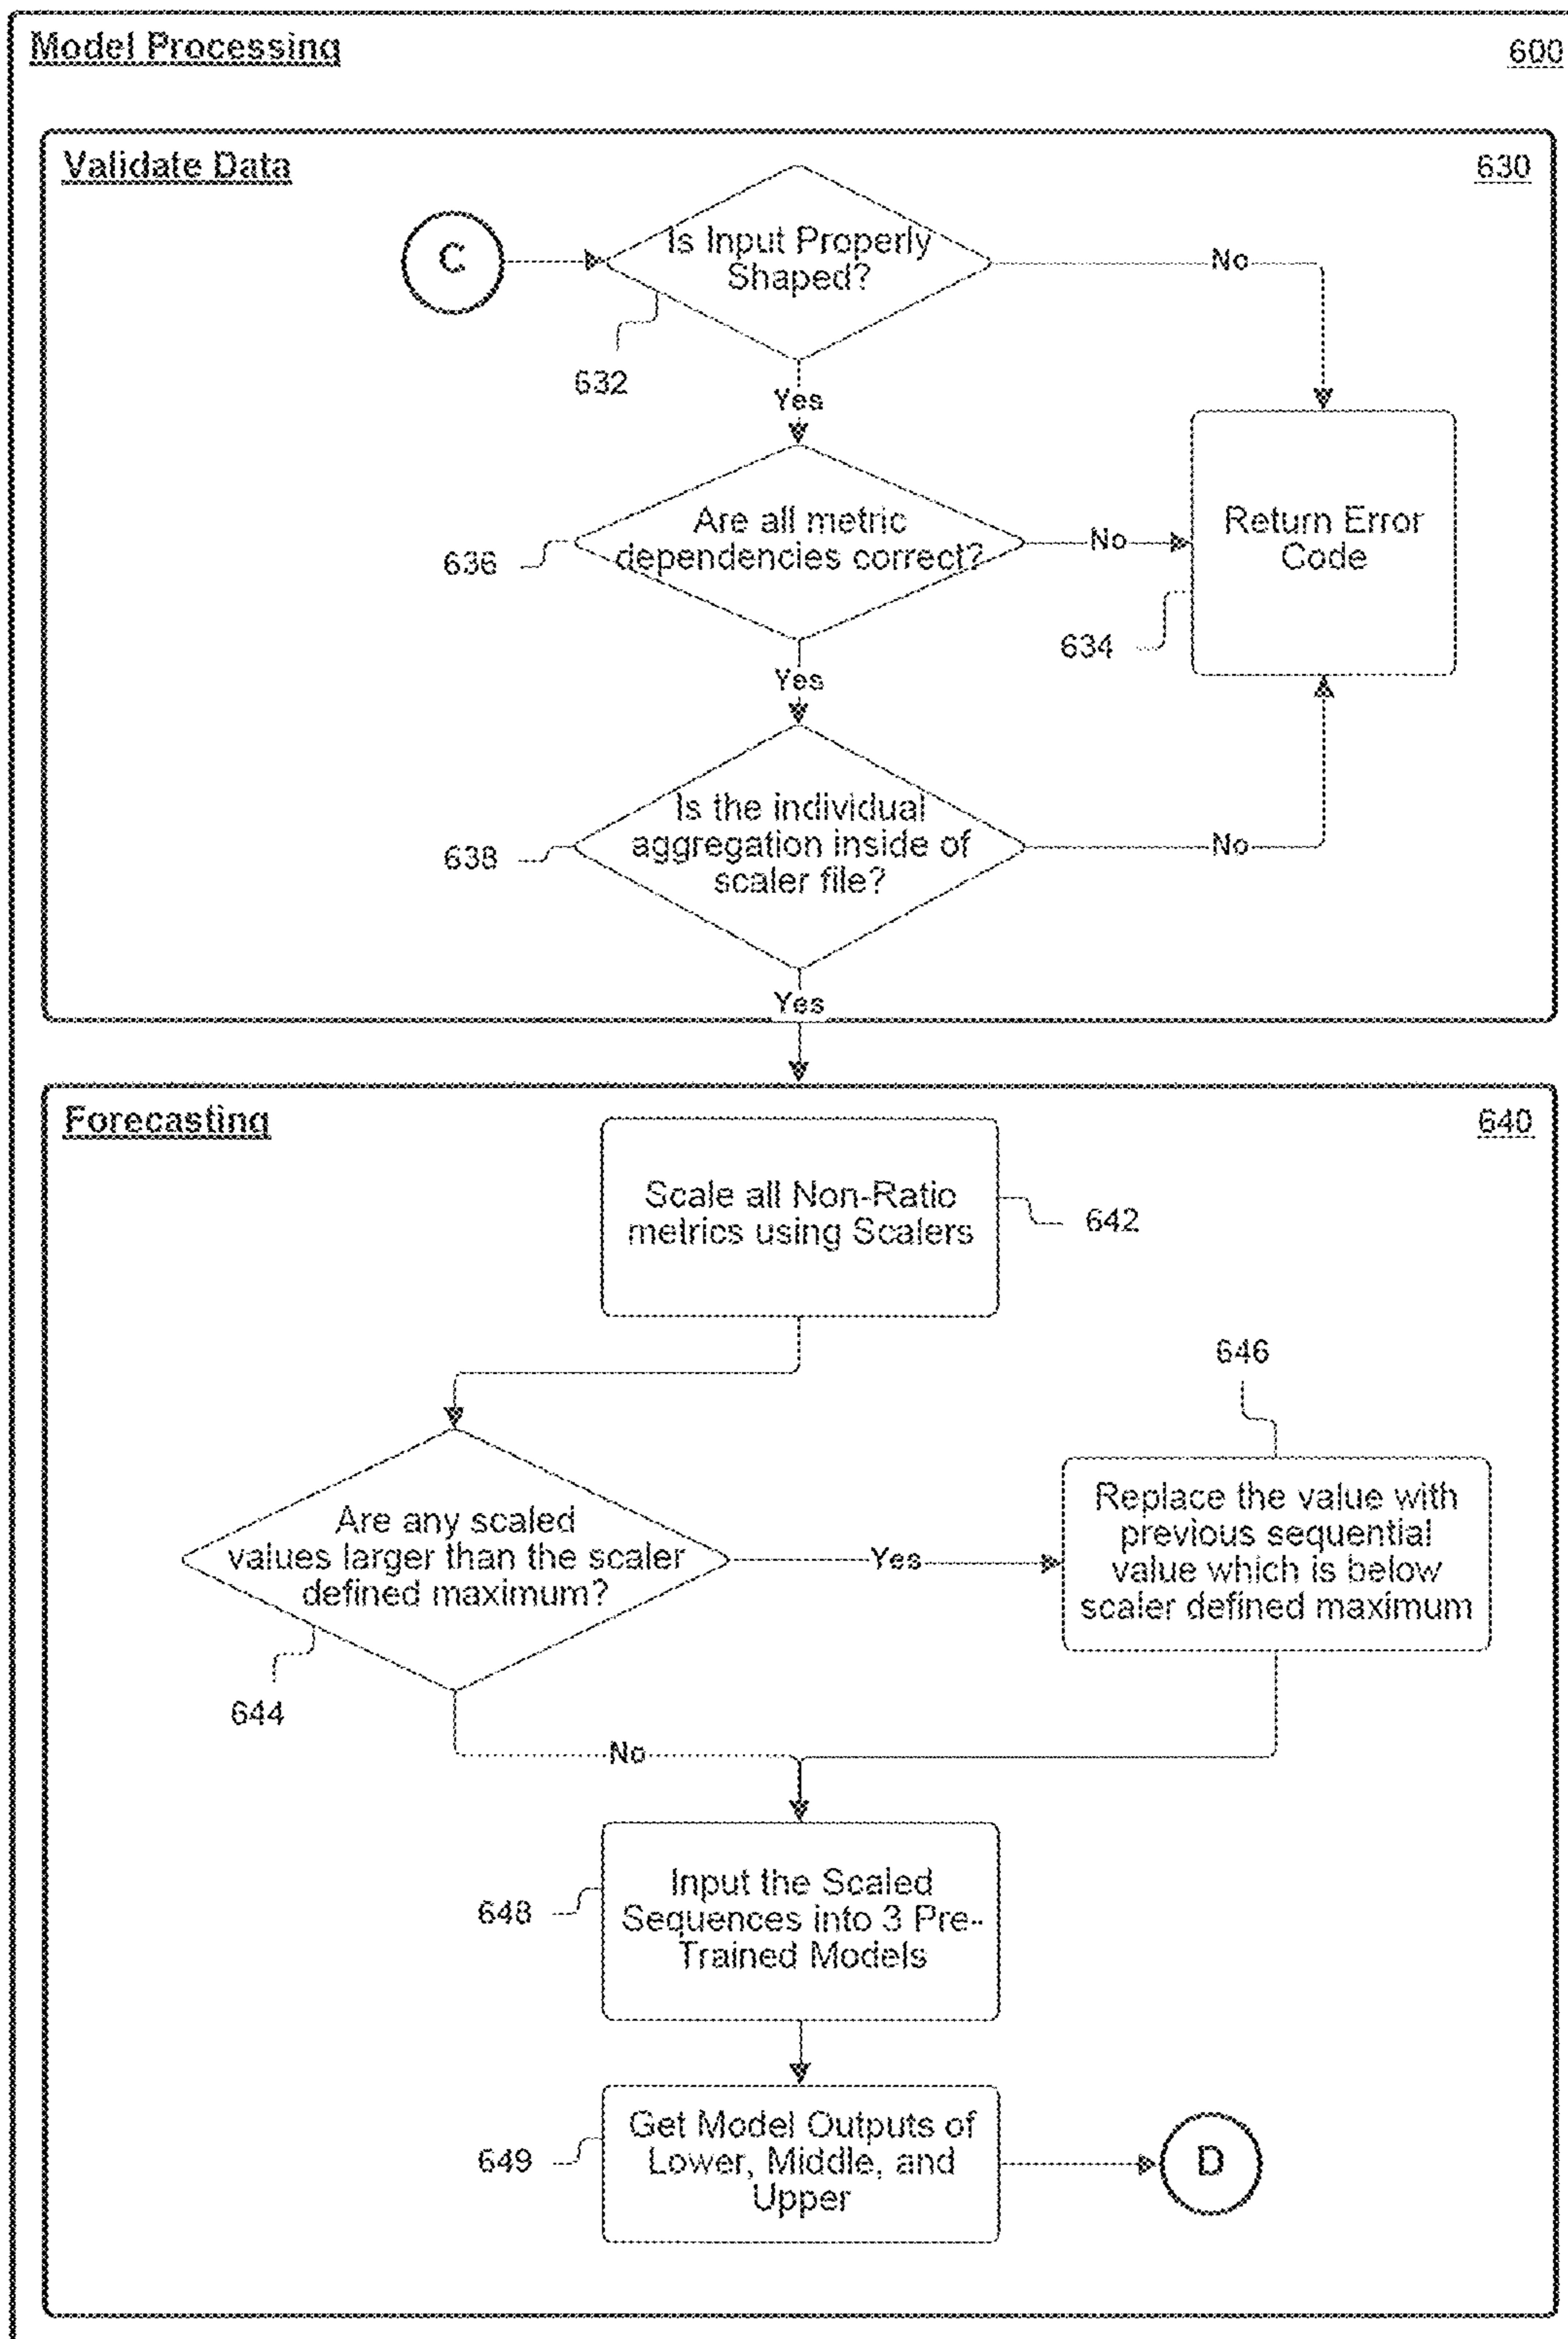 Model Processing
600
Validate Data
630
C
Is Input Properly
Shaped?
No
632
Yes
Are all metric
dependencies correct?
636
No
Return Error
Code
634
Yes
Is the individual
aggregation inside of
scaler file?
638
No
Yes
Forecasting
640
Scale all Non-Ratio
metrics using Scalers
642
646
Are any scaled
values larger than the scaler
defined maximum?
Yes
Replace the value with
previous sequential
value which is below
scaler defined maximum
644
No
Input the Scaled
Sequences into 3 Pre-
Trained Models
648
Get Model Outputs of
Lower, Middle, and
Upper
649
D